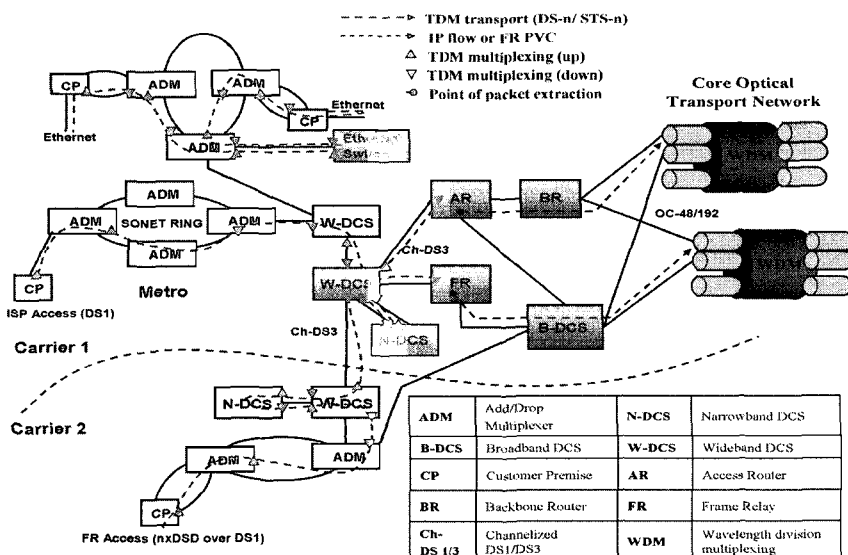 TDM transport (DS-n/ STS-n)
IP flow or FR PVC
TDM multiplexing (up)
TDM multiplexing (down)
Point of packet extraction
Core Optical
Transport Network
CP
ADM
ADM
Ethernet
CP
Ethernet
ADM
WDM
ADM
AR
BR
OC-48/192
ADM
SONET RING
ADM
W-DCS
Ch-DS3
ADM
W-DCS
FR
WDM
CP
Metro
ISP Access (DS1)
Ch-DS3
N-DCS
B-DCS
Carrier 1
N-DCS
W-DCS
Carrier 2
ADM
ADM
CP
FR Access (nxDSD over DS1)
ADM Add/Drop Multiplexer N-DCS Narrowband DCS
B-DCS Broadband DCS W-DCS Wideband DCS
CP Customer Premise AR Access Router
BR Backbone Router FR Frame Relay
Ch-DS 1/3 Channelized DS1/DS3 WDM Wavelength division multiplexing